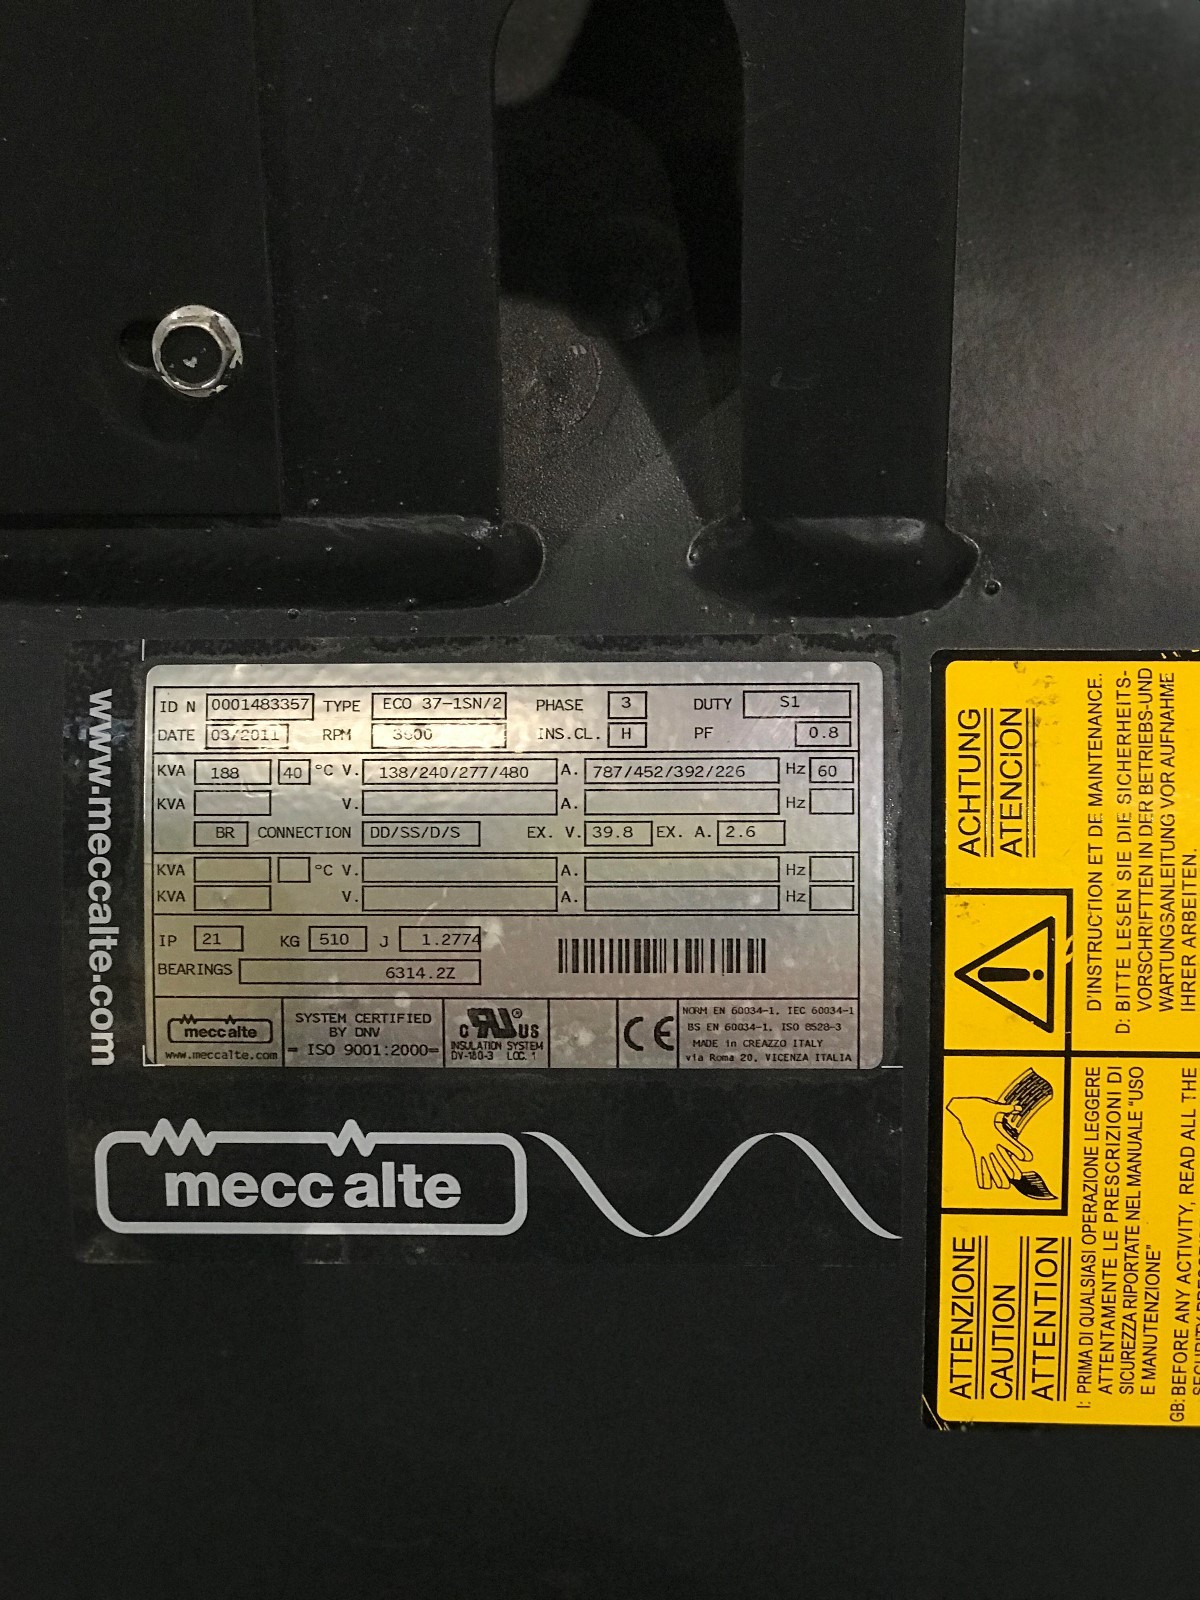 www.meccalte.com
ID N 0001483357 TYPE ECO 37-1SN/2 PHASE 3 DUTY S1
DATE 03/2011 RPM 3600 INS.CL. H PF 0.8
KVA 188 40 °C V. 138/240/277/480 A. 787/452/392/226 Hz 60
KVA V. A. Hz
BR CONNECTION DD/SS/D/S EX. V. 39.8 EX. A. 2.6
KVA °C V. A. Hz
KVA V. A. Hz
IP 21 KG 510 J 1.2774
BEARINGS 6314.2Z
mecc alte
www.meccalte.com
SYSTEM CERTIFIED
BY DNV
= ISO 9001:2000=
c RU ® US
INSULATION SYSTEM
DV-180-3 LOC. 1
CE
NORM EN 60034-1, IEC 60034-1
BS EN 60034-1, ISO 8528-3
MADE in CREAZZO ITALY
via Roma 20, VICENZA ITALIA
mecc alte
ATTENZIONE
CAUTION
ATTENTION
ACHTUNG
ATENCION
I: PRIMA DI QUALSIASI OPERAZIONE LEGGERE
ATTENTAMENTE LE PRESCRIZIONI DI
SICUREZZA RIPORTATE NEL MANUALE "USO
E MANUTENZIONE"
GB: BEFORE ANY ACTIVITY, READ ALL THE
D'INSTRUCTION ET DE MAINTENANCE.
D: BITTE LESEN SIE DIE SICHERHEITS-
VORSCHRIFTEN IN DER BETRIEBS-UND
WARTUNGSANLEITUNG VOR AUFNAHME
IHRER ARBEITEN.